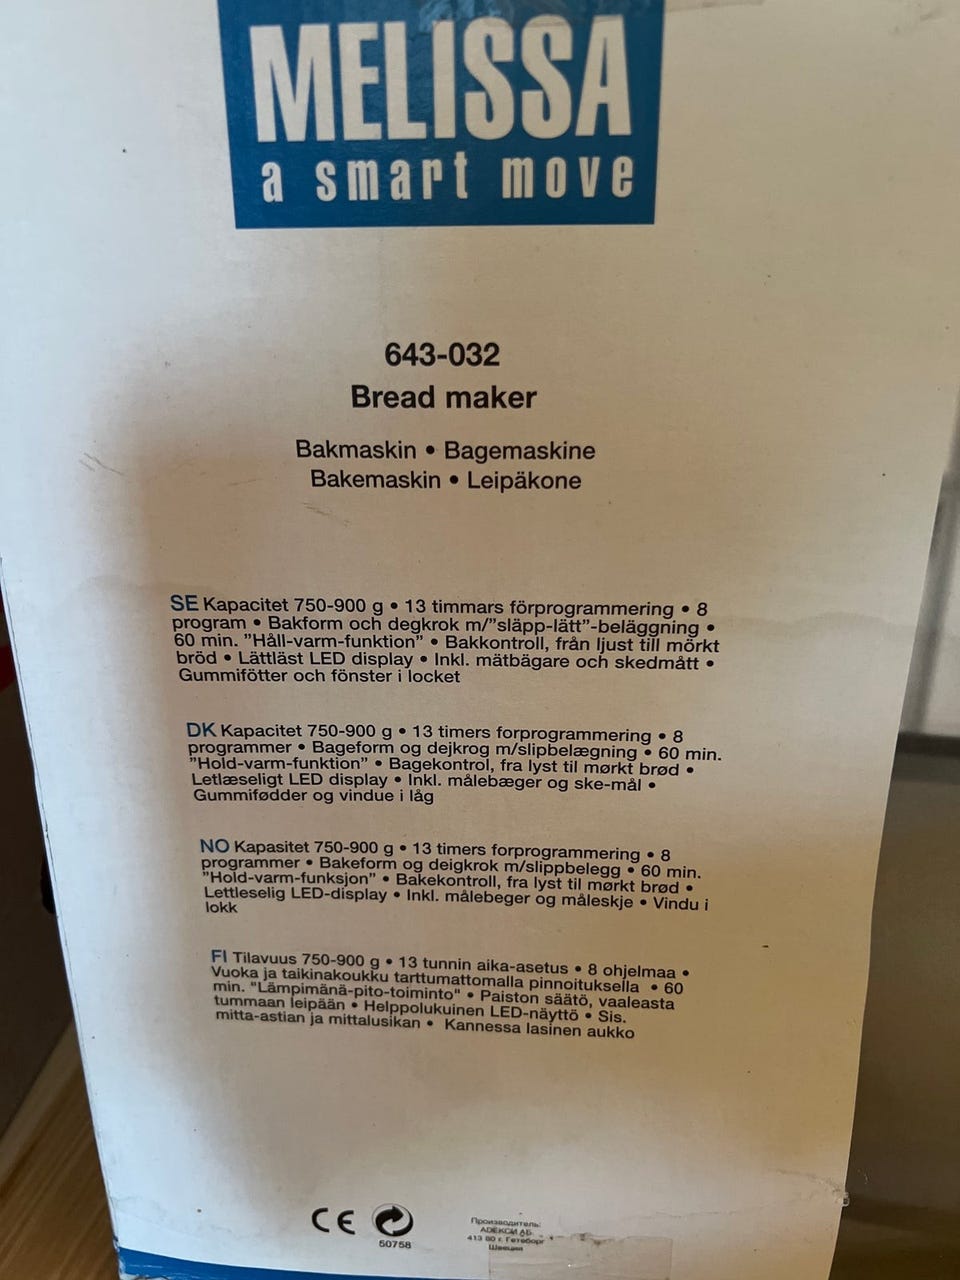 MELISSA
a smart move
643-032
Bread maker
Bakmaskin • Bagemaskine
Bakemaskin • Leipäkone
SE Kapacitet 750-900 g • 13 timmars förprogrammering • 8
program • Bakform och degkrok m/”släpp-lätt”-beläggning •
60 min. ”Håll-varm-funktion” • Bakkontroll, från ljust till mörkt
bröd • Lättläst LED display • Inkl. mätbägare och skedmått •
Gummifötter och fönster i locket
DK Kapacitet 750-900 g • 13 timers forprogrammering • 8
programmer • Bageform og dejkrog m/slipbelægning • 60 min.
”Hold-varm-funktion” • Bagekontrol, fra lyst til mørkt brød •
Letlæseligt LED display • Inkl. målebæger og ske-mål •
Gummifødder og vindue i låg
NO Kapasitet 750-900 g • 13 timers forprogrammering • 8
programmer • Bakeform og deigkrok m/slippbelegg • 60 min.
”Hold-varm-funksjon” • Bakekontroll, fra lyst til mørkt brød •
Lettleselig LED-display • Inkl. målebeger og måleskje • Vindu i
lokk
FI Tilavuus 750-900 g • 13 tunnin aika-asetus • 8 ohjelmaa •
Vuoka ja taikinakoukku tarttumattomalla pinnoituksella • 60
min. "Lämpimänä-pito-toiminto" • Paiston säätö, vaaleasta
tummaan leipään • Helppolukuinen LED-näyttö • Sis.
mitta-astian ja mittalusikan • Kannessa lasinen aukko
CE
50758
Производитель:
АДЕКСИ АБ
413 80 г. Гетеборг
Швеция